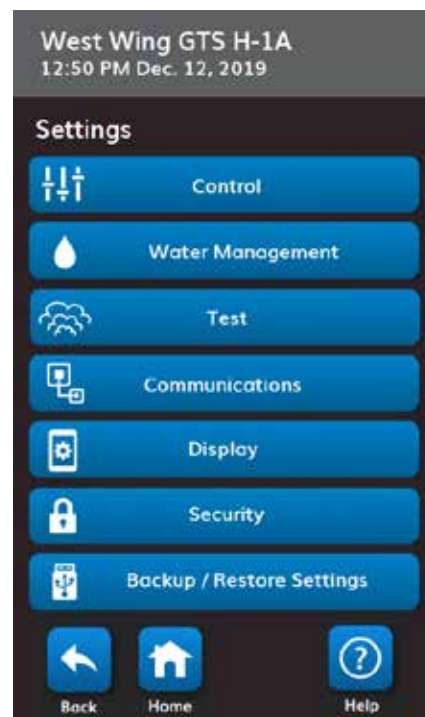 West Wing GTS H-1A
12:50 PM Dec. 12, 2019
Settings
Control
Water Management
Test
Communications
Display
Security
Backup / Restore Settings
Back Home Help